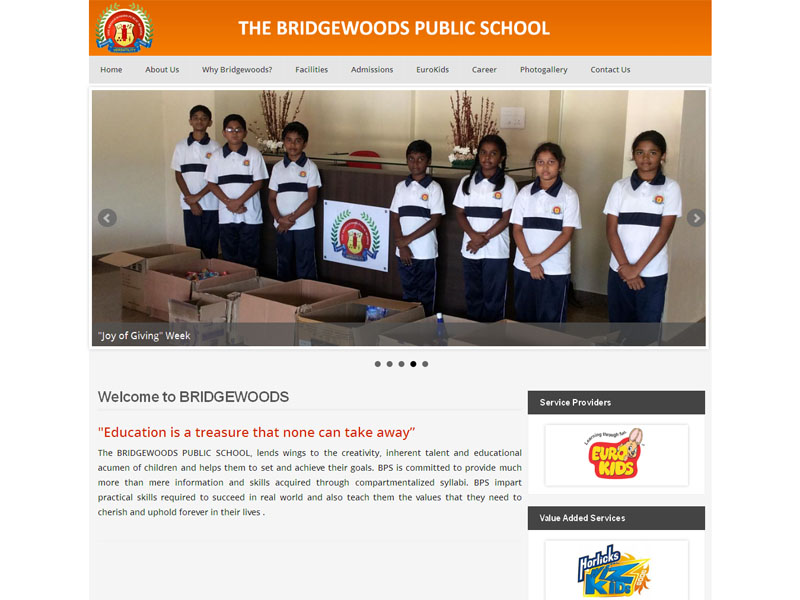 THE BRIDGEWOODS PUBLIC SCHOOL
Home About Us Why Bridgewoods? Facilities Admissions EuroKids Career Photogallery Contact Us
"Joy of Giving" Week
Welcome to BRIDGEWOODS
"Education is a treasure that none can take away”
The BRIDGEWOODS PUBLIC SCHOOL, lends wings to the creativity, inherent talent and educational
acumen of children and helps them to set and achieve their goals. BPS is committed to provide much
more than mere information and skills acquired through compartmentalized syllabi. BPS impart
practical skills required to succeed in real world and also teach them the values that they need to
cherish and uphold forever in their lives .
Service Providers
Learning through fun
EURO
KIDS
Value Added Services
Horlicks